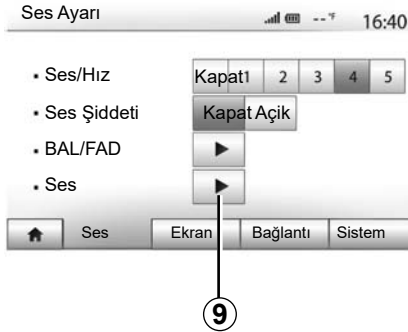 Ses Ayarı --°F 16:40
Ses/Hız Kapat 1 2 3 4 5
Ses Şiddeti Kapat Açik
BAL/FAD
Ses
Ses Ekran Bağlantı Sistem
9